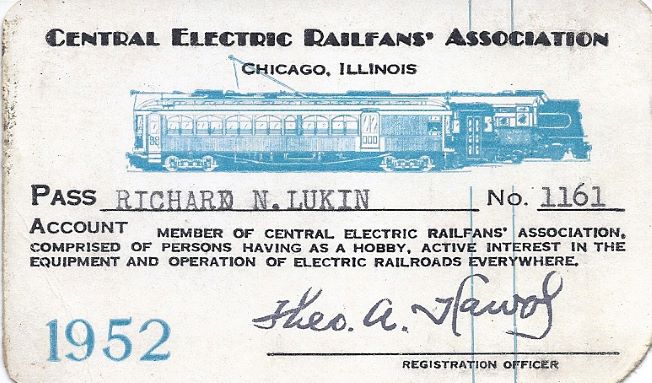 CENTRAL ELECTRIC RAILFANS' ASSOCIATION
CHICAGO, ILLINOIS
PASS RICHARD N. LUKIN No. 1161
ACCOUNT MEMBER OF CENTRAL ELECTRIC RAILFANS' ASSOCIATION,
COMPRISED OF PERSONS HAVING AS A HOBBY, ACTIVE INTEREST IN THE
EQUIPMENT AND OPERATION OF ELECTRIC RAILROADS EVERYWHERE.
Theo. A.
1952
REGISTRATION OFFICER